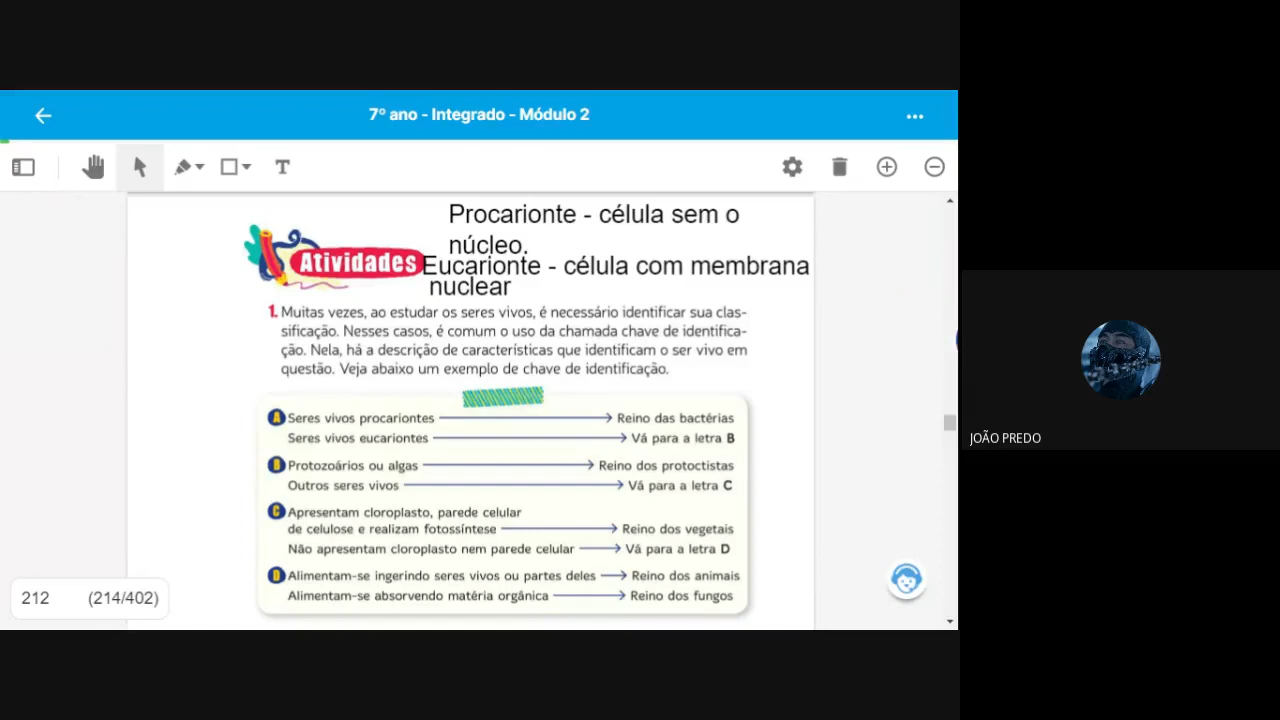 7º ano - Integrado - Módulo 2
T
Procarionte - célula sem o
núcleo.
Atividades
Eucarionte - célula com membrana
nuclear
1. Muitas vezes, ao estudar os seres vivos, é necessário identificar sua clas-
sificação. Nesses casos, é comum o uso da chamada chave de identifica-
ção. Nela, há a descrição de características que identificam o ser vivo em
questão. Veja abaixo um exemplo de chave de identificação.
A Seres vivos procariontes → Reino das bactérias
Seres vivos eucariontes → Vá para a letra B
B Protozoários ou algas → Reino dos protoctistas
Outros seres vivos → Vá para a letra C
C Apresentam cloroplasto, parede celular
de celulose e realizam fotossíntese → Reino dos vegetais
Não apresentam cloroplasto nem parede celular → Vá para a letra D
D Alimentam-se ingerindo seres vivos ou partes deles → Reino dos animais
Alimentam-se absorvendo matéria orgânica → Reino dos fungos
212 (214/402)
JOÃO PREDO